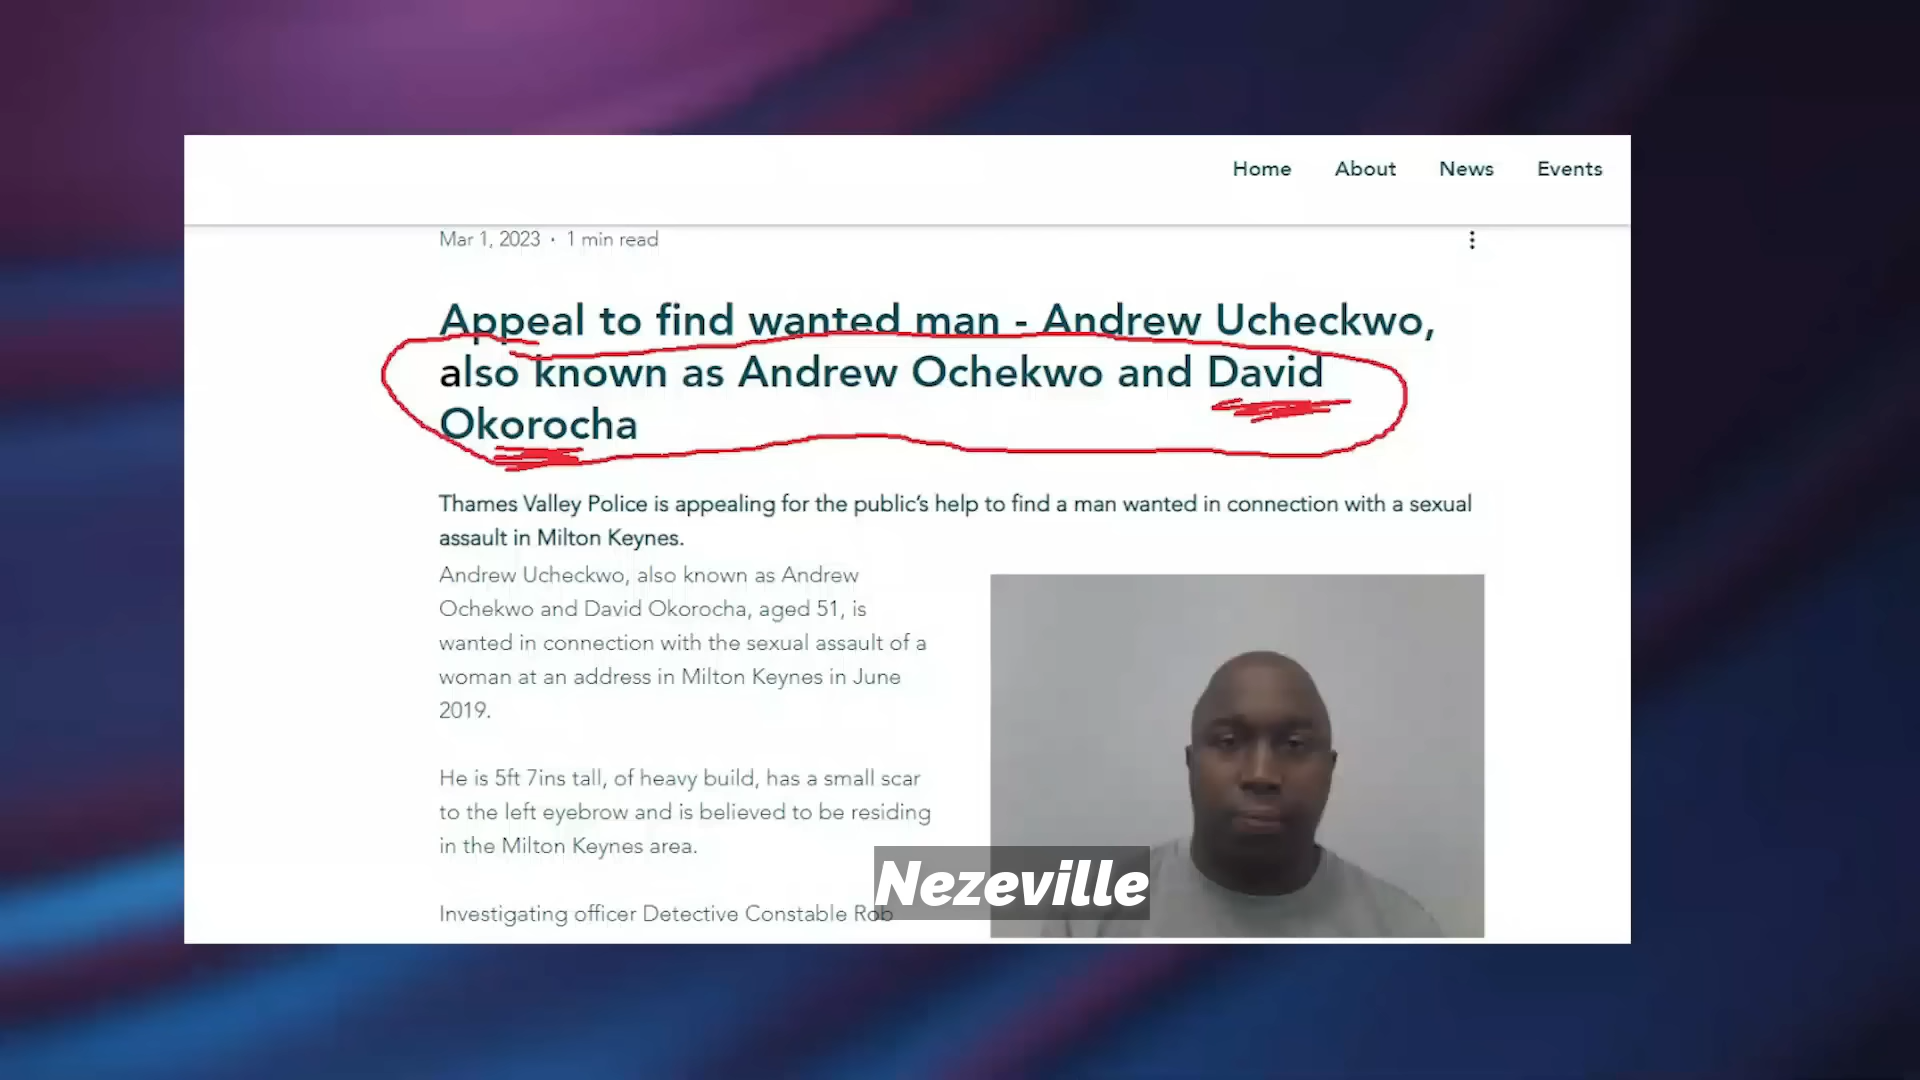 Home About News Events
Mar 1, 2023 · 1 min read
Appeal to find wanted man - Andrew Ucheckwo,
also known as Andrew Ochekwo and David
Okorocha
Thames Valley Police is appealing for the public's help to find a man wanted in connection with a sexual
assault in Milton Keynes.
Andrew Ucheckwo, also known as Andrew
Ochekwo and David Okorocha, aged 51, is
wanted in connection with the sexual assault of a
woman at an address in Milton Keynes in June
2019.
He is 5ft 7ins tall, of heavy build, has a small scar
to the left eyebrow and is believed to be residing
in the Milton Keynes area.
Investigating officer Detective Constable Rob
Nezeville